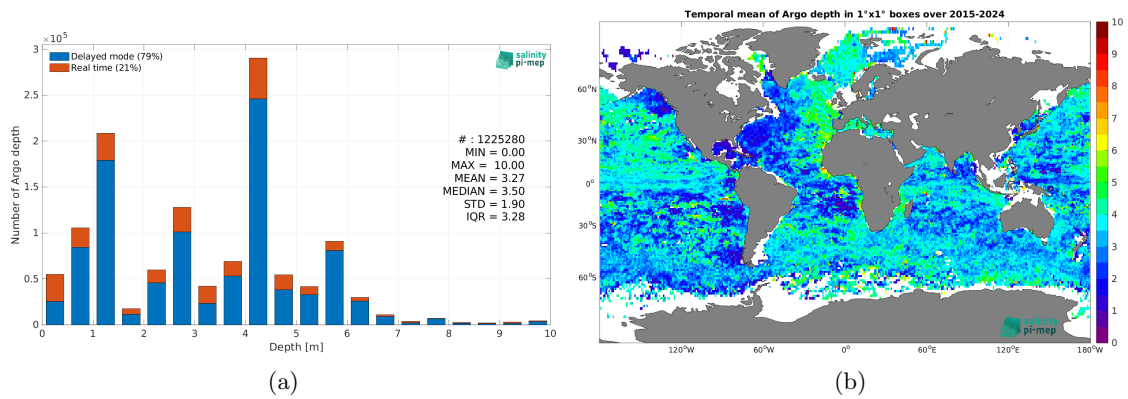 ×10⁵
Delayed mode (79%)
Real time (21%)
salinity
pi-mep
Number of Argo depth
3
2.5
2
1.5
1
0.5
0
# : 1225280
MIN = 0.00
MAX = 10.00
MEAN = 3.27
MEDIAN = 3.50
STD = 1.90
IQR = 3.28
0 1 2 3 4 5 6 7 8 9 10
Depth [m]
(a)
Temporal mean of Argo depth in 1°x1° boxes over 2015-2024
60°N
30°N
0°
30°S
60°S
120°W 60°W 0° 60°E 120°E 180°W
salinity
pi-mep
10
9
8
7
6
5
4
3
2
1
0
(b)